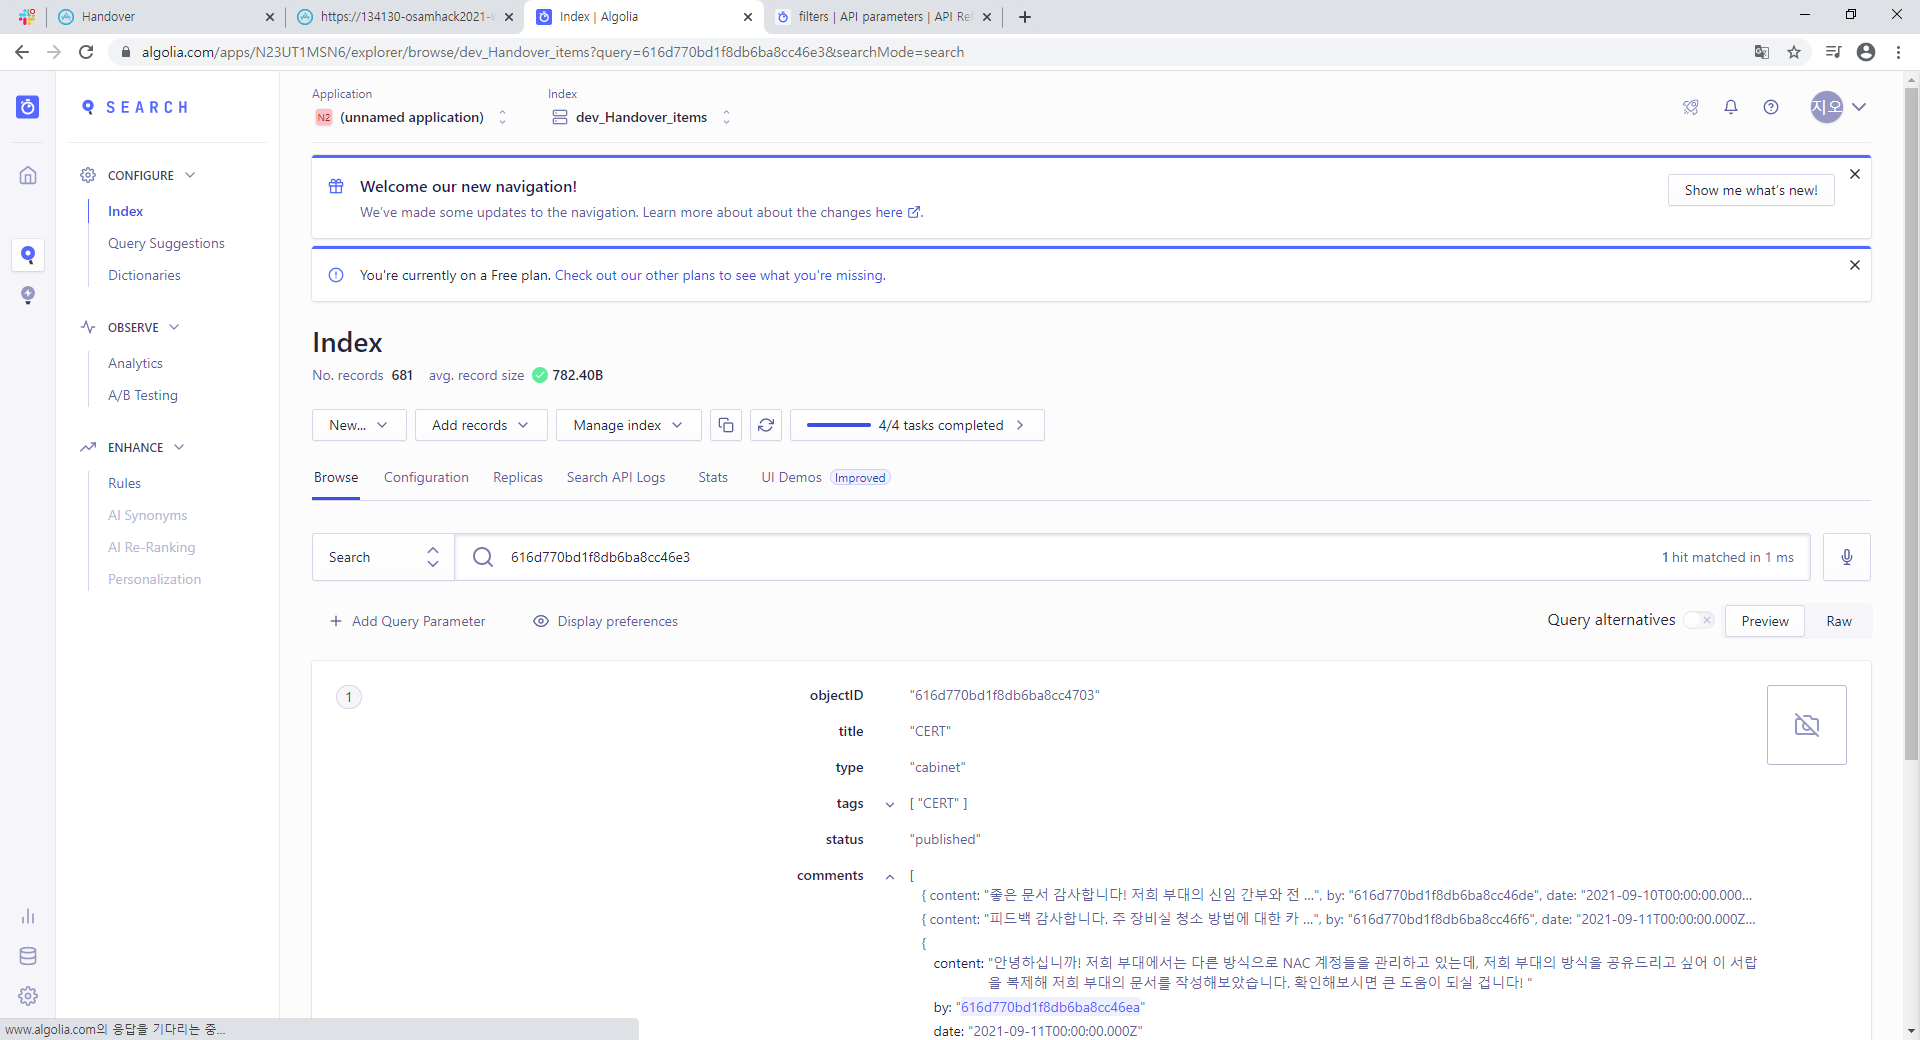 Handover
https://134130-osamhack2021-w
Index | Algolia
filters | API parameters | API Ref
algolia.com/apps/N23UT1MSN6/explorer/browse/dev_Handover_items?query=616d770bd1f8db6ba8cc46e3&searchMode=search
SEARCH
Application
Index
N2 (unnamed application)
dev_Handover_items
지오
CONFIGURE
Index
Query Suggestions
Dictionaries
OBSERVE
Analytics
A/B Testing
ENHANCE
Rules
AI Synonyms
AI Re-Ranking
Personalization
Welcome our new navigation!
We've made some updates to the navigation. Learn more about about the changes here.
Show me what's new!
You're currently on a Free plan. Check out our other plans to see what you're missing.
Index
No. records 681 avg. record size 782.40B
New...
Add records
Manage index
4/4 tasks completed
Browse
Configuration
Replicas
Search API Logs
Stats
UI Demos Improved
Search
616d770bd1f8db6ba8cc46e3
1 hit matched in 1 ms
Add Query Parameter
Display preferences
Query alternatives
Preview
Raw
1
objectID "616d770bd1f8db6ba8cc4703"
title "CERT"
type "cabinet"
tags [ "CERT" ]
status "published"
comments [
{ content: "좋은 문서 감사합니다! 저희 부대의 신임 간부와 전 ...", by: "616d770bd1f8db6ba8cc46de", date: "2021-09-10T00:00:00.000...
{ content: "피드백 감사합니다. 주 장비실 청소 방법에 대한 카 ...", by: "616d770bd1f8db6ba8cc46f6", date: "2021-09-11T00:00:00.000Z...
{
content: "안녕하십니까! 저희 부대에서는 다른 방식으로 NAC 계정들을 관리하고 있는데, 저희 부대의 방식을 공유드리고 싶어 이 서랍
을 복제해 저희 부대의 문서를 작성해보았습니다. 확인해보시면 큰 도움이 되실 겁니다! "
by: "616d770bd1f8db6ba8cc46ea"
date: "2021-09-11T00:00:00.000Z"
www.algolia.com의 응답을 기다리는 중...